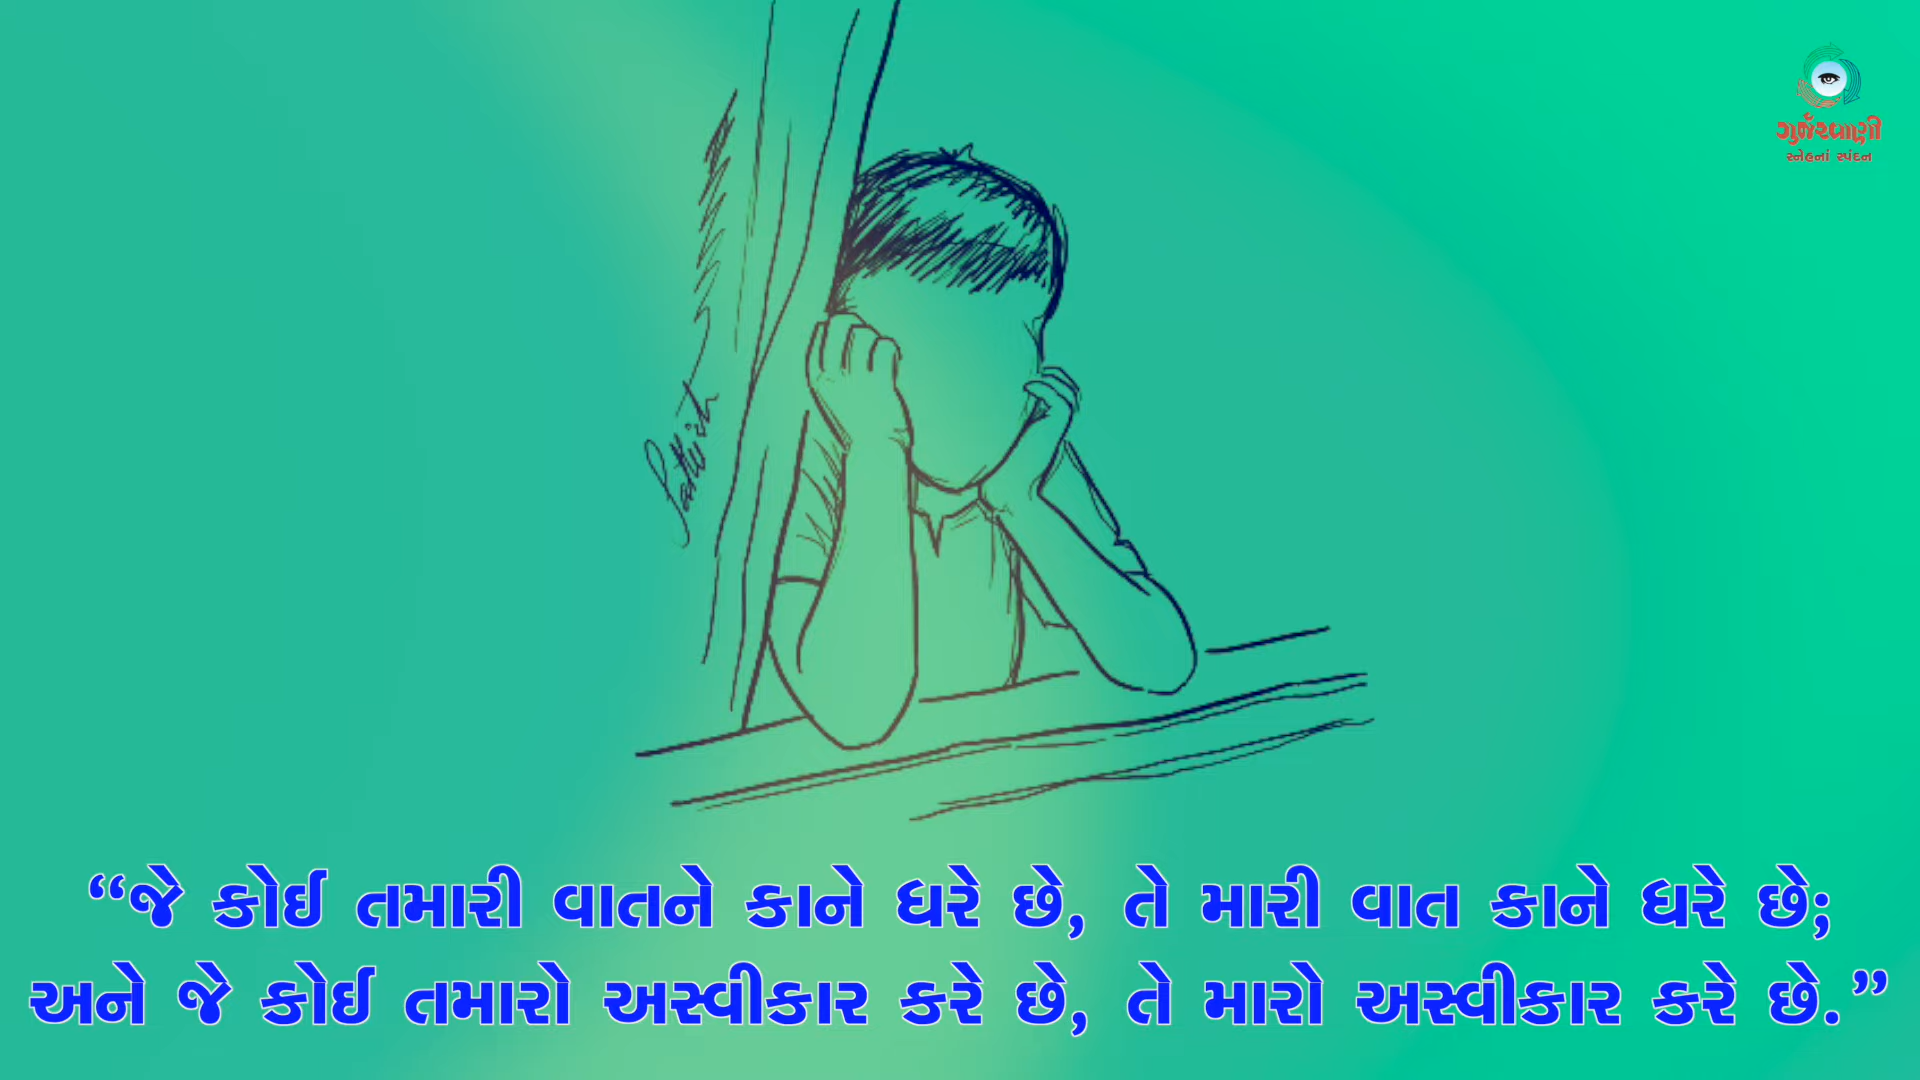 ગુર્જરવાણી
સ્નેહનાં સ્પંદન
“જે કોઈ તમારી વાતને કાને ધરે છે, તે મારી વાત કાને ધરે છે;
અને જે કોઈ તમારો અસ્વીકાર કરે છે, તે મારો અસ્વીકાર કરે છે.”